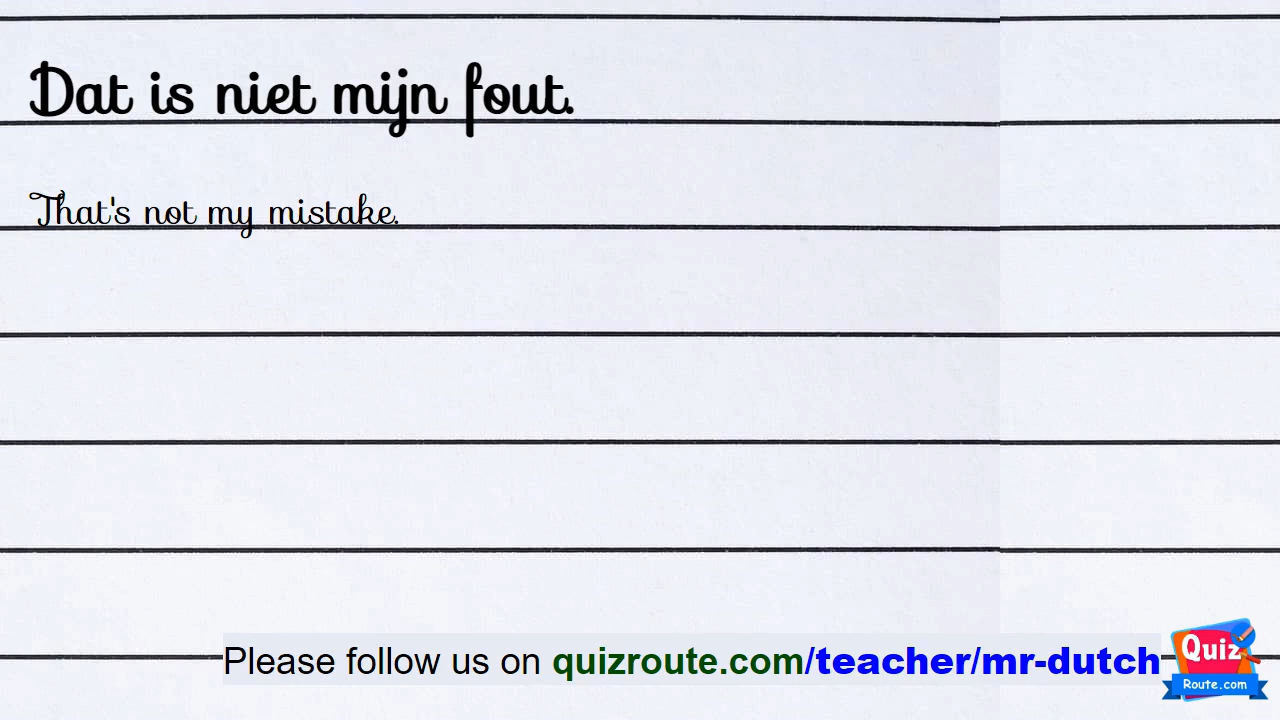 Dat is niet mijn fout.
That's not my mistake.
Please follow us on quizroute.com/teacher/mr-dutch
Quiz
Route.com